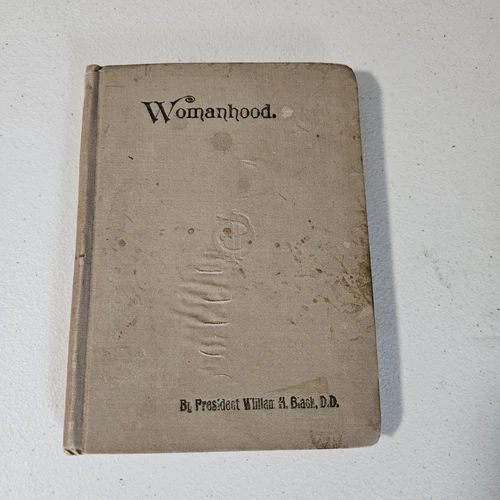 Womanhood.
By President William H. Black, D.D.